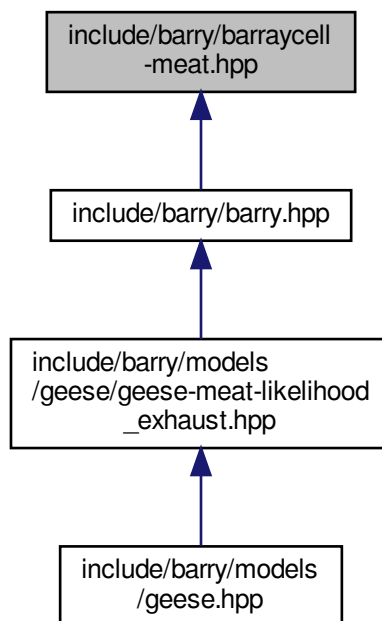 include/barry/barraycell
-meat.hpp
include/barry/barry.hpp
include/barry/models
/geese/geese-meat-likelihood
_exhaust.hpp
include/barry/models
/geese.hpp